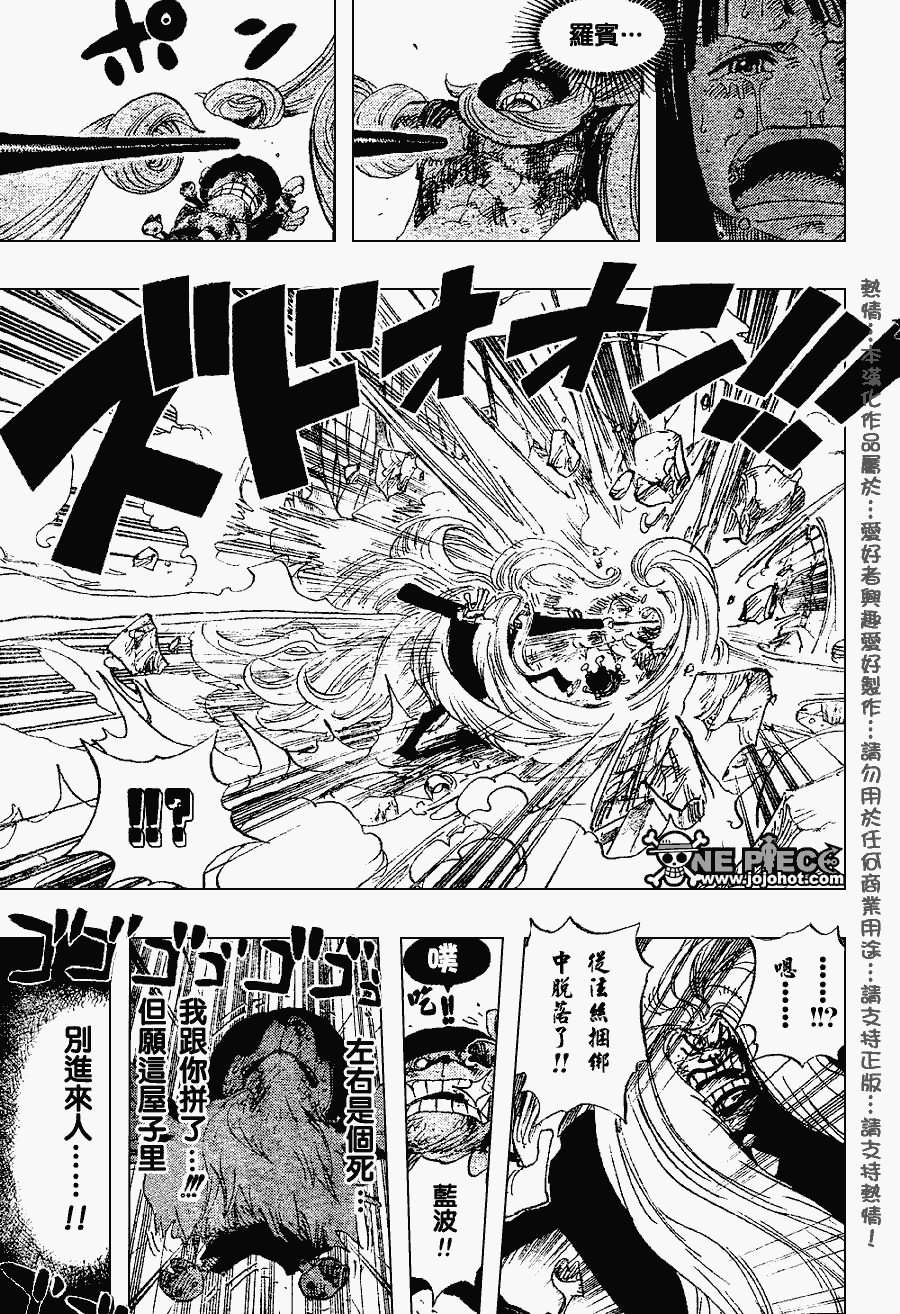 羅賓…
ポン
ズドオオオン!!!!
!!!?
ONE PIECE
www.jojohot.com
……!!?
嗯……
從法絲捆綁
中脫落了!!
噗
吃!!
藍波!!
左右是個死…
我跟你拼了…!!!!
但願這屋子里
ゴゴゴゴゴゴゴ
別進來人……!!
熱情…本漢化作品屬於…愛好者興趣愛好製作…請勿用於任何商業用途…請支持正版…請支持熱情！